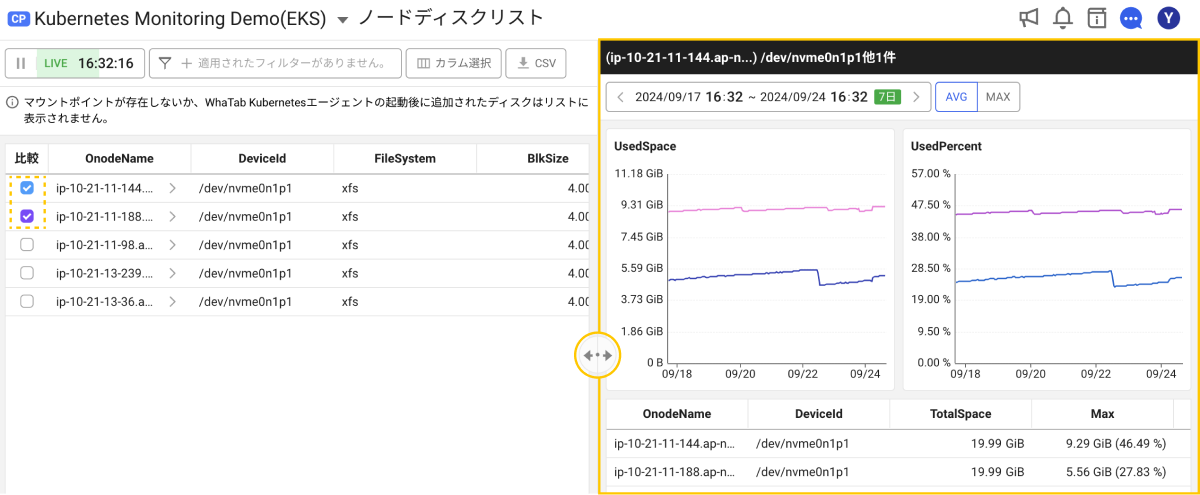 CP Kubernetes Monitoring Demo(EKS) ノードディスクリスト
Y
LIVE 16:32:16
適用されたフィルターがありません。
カラム選択
CSV
マウントポイントが存在しないか、WhaTab Kubernetesエージェントの起動後に追加されたディスクはリストに
表示されません。
比較 OnodeName DeviceId FileSystem BlkSize
ip-10-21-11-144.... /dev/nvme0n1p1 xfs 4.00
ip-10-21-11-188.... /dev/nvme0n1p1 xfs 4.00
ip-10-21-11-98.a... /dev/nvme0n1p1 xfs 4.00
ip-10-21-13-239.... /dev/nvme0n1p1 xfs 4.00
ip-10-21-13-36.a... /dev/nvme0n1p1 xfs 4.00
(ip-10-21-11-144.ap-n...) /dev/nvme0n1p1他1件
2024/09/17 16:32 ~ 2024/09/24 16:32 7日
AVG MAX
UsedSpace
11.18 GiB
9.31 GiB
7.45 GiB
5.59 GiB
3.73 GiB
1.86 GiB
0 B
09/18 09/20 09/22 09/24
UsedPercent
57.00 %
47.50 %
38.00 %
28.50 %
19.00 %
9.50 %
0.00 %
09/18 09/20 09/22 09/24
OnodeName DeviceId TotalSpace Max
ip-10-21-11-144.ap-n... /dev/nvme0n1p1 19.99 GiB 9.29 GiB (46.49 %)
ip-10-21-11-188.ap-n... /dev/nvme0n1p1 19.99 GiB 5.56 GiB (27.83 %)